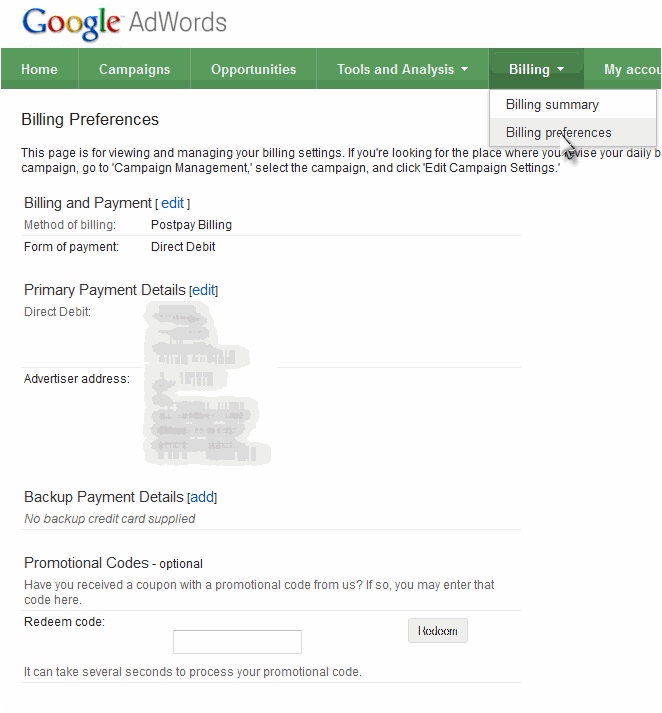 Google AdWords
Home Campaigns Opportunities Tools and Analysis Billing My accou
Billing summary
Billing preferences
Billing Preferences
This page is for viewing and managing your billing settings. If you're looking for the place where you revise your daily b
campaign, go to 'Campaign Management,' select the campaign, and click 'Edit Campaign Settings.'
Billing and Payment [ edit ]
Method of billing: Postpay Billing
Form of payment: Direct Debit
Primary Payment Details [edit]
Direct Debit:
Advertiser address:
Backup Payment Details [add]
No backup credit card supplied
Promotional Codes - optional
Have you received a coupon with a promotional code from us? If so, you may enter that
code here.
Redeem code:
Redeem
It can take several seconds to process your promotional code.